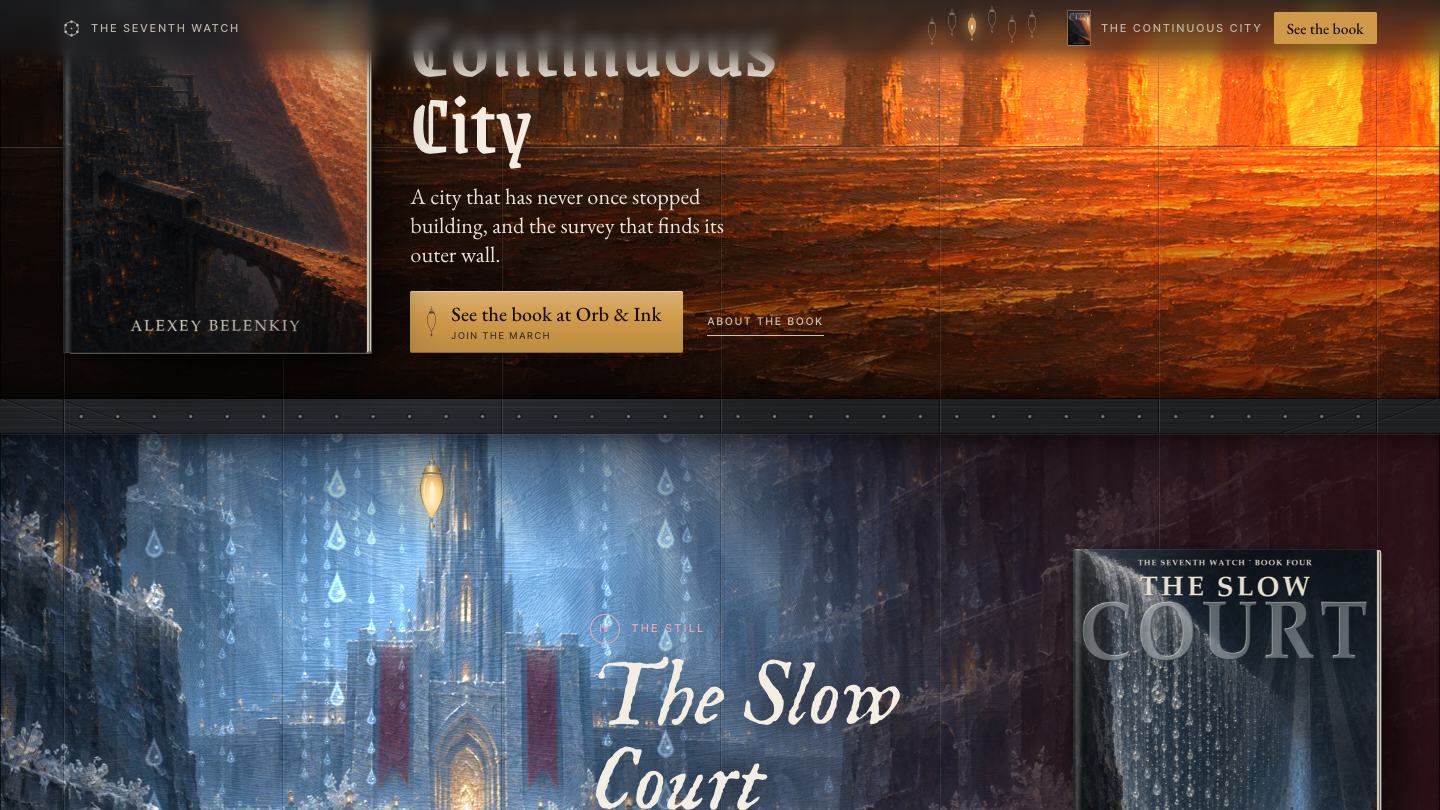 THE SEVENTH WATCH
THE CONTINUOUS CITY
See the book
Continuous
City
A city that has never once stopped
building, and the survey that finds its
outer wall.
ALEXEY BELENKIY
See the book at Orb & Ink
JOIN THE MARCH
ABOUT THE BOOK
THE SEVENTH WATCH · BOOK FOUR
THE SLOW
COURT
THE STILL
The Slow
Court